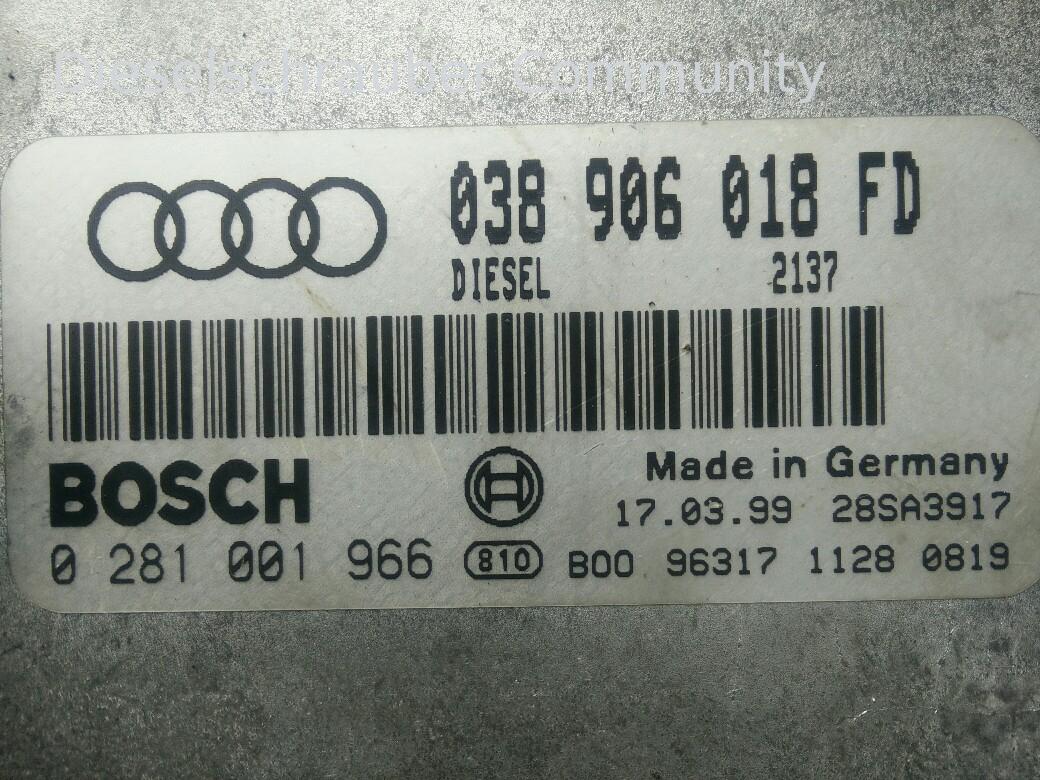 Dieselschrauber Community
038 906 018 FD
DIESEL 2137
BOSCH
Made in Germany
17.03.99 28SA3917
0 281 001 966 810 B00 96317 1128 0819